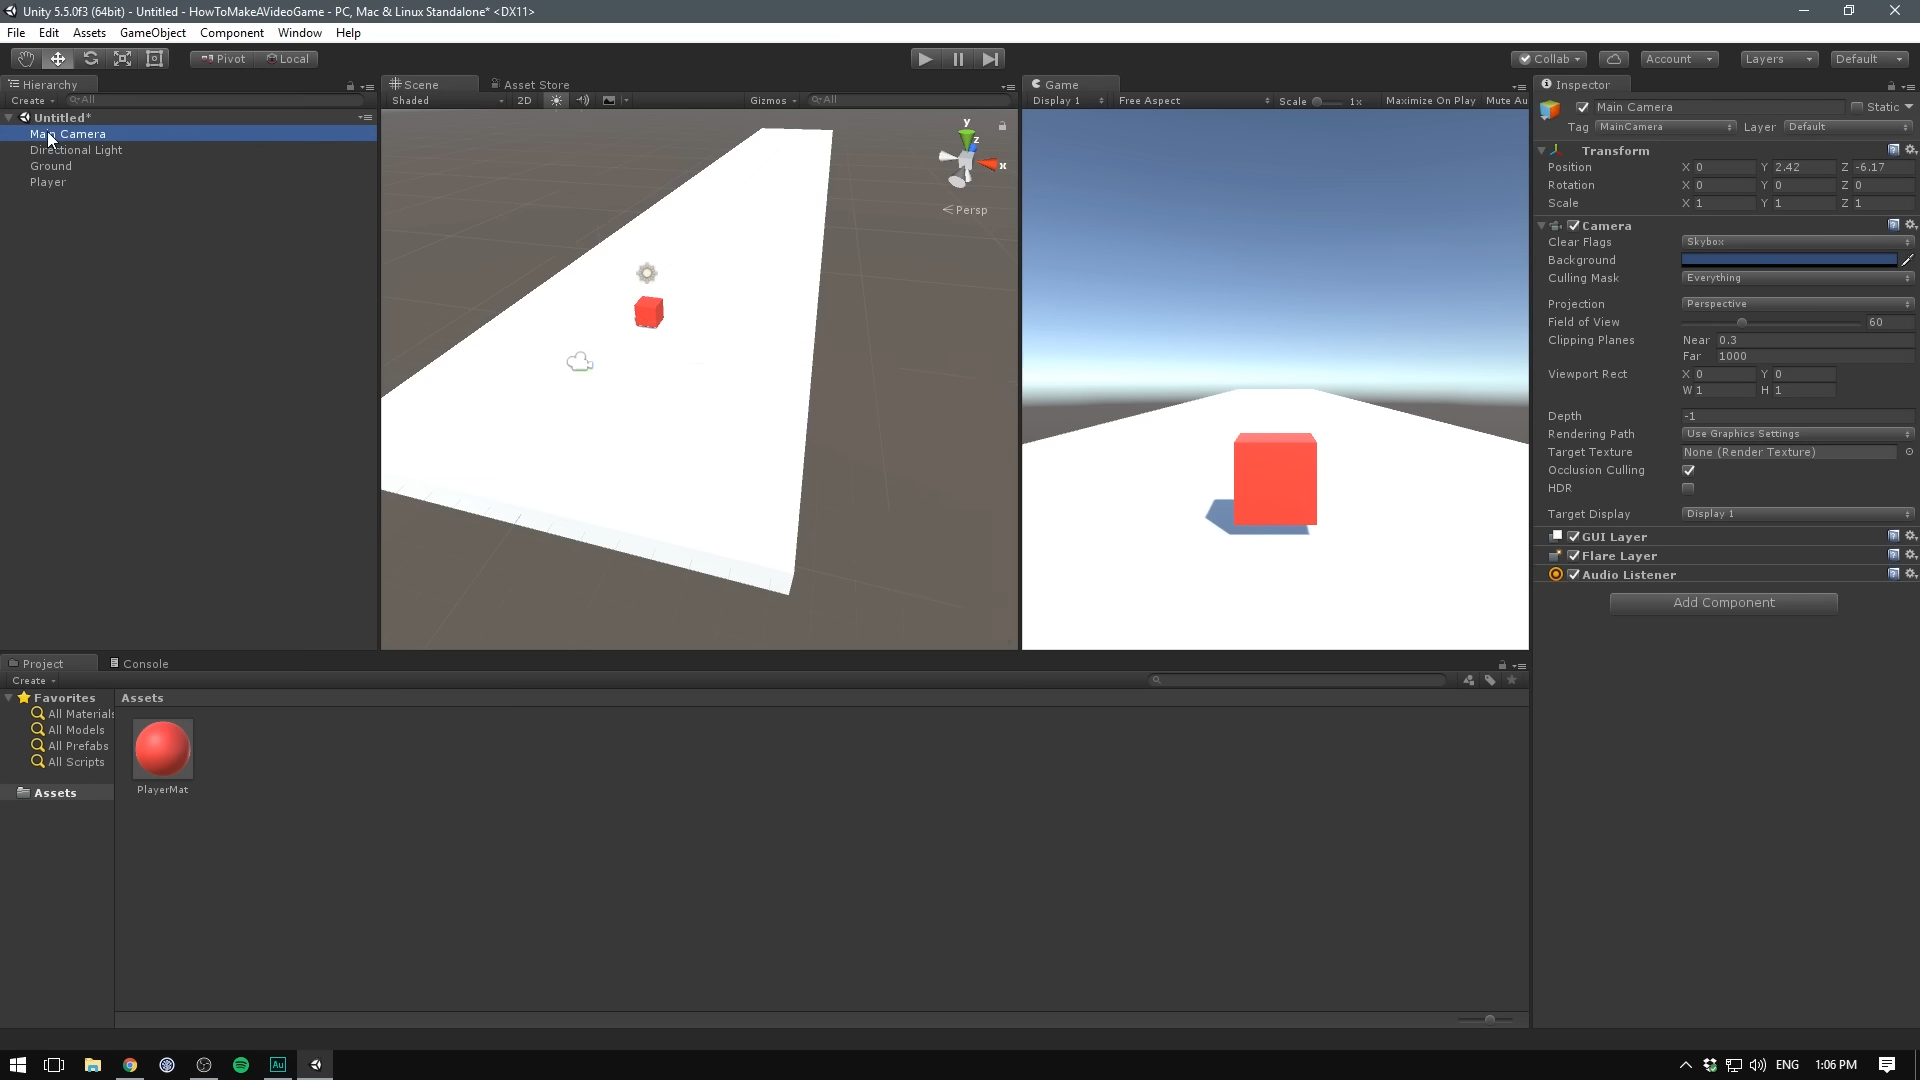 Unity 5.5.0f3 (64bit) - Untitled - HowToMakeAVideoGame - PC, Mac & Linux Standalone* <DX11>
File Edit Assets GameObject Component Window Help
Pivot Local Collab Account Layers Default
Hierarchy
Create All
Untitled*
Main Camera
Directional Light
Ground
Player
Scene Asset Store
Shaded 2D Gizmos All
y
z
x
Persp
Game
Display 1 Free Aspect Scale 1x Maximize On Play Mute Au
Inspector
Main Camera Static
Tag MainCamera Layer Default
Transform
Position X 0 Y 2.42 Z -6.17
Rotation X 0 Y 0 Z 0
Scale X 1 Y 1 Z 1
Camera
Clear Flags Skybox
Background
Culling Mask Everything
Projection Perspective
Field of View 60
Clipping Planes Near 0.3
Far 1000
Viewport Rect X 0 Y 0
W 1 H 1
Depth -1
Rendering Path Use Graphics Settings
Target Texture None (Render Texture)
Occlusion Culling
HDR
Target Display Display 1
GUI Layer
Flare Layer
Audio Listener
Add Component
Project Console
Create
Favorites
All Materials
All Models
All Prefabs
All Scripts
Assets
Assets
PlayerMat
Au
ENG 1:06 PM